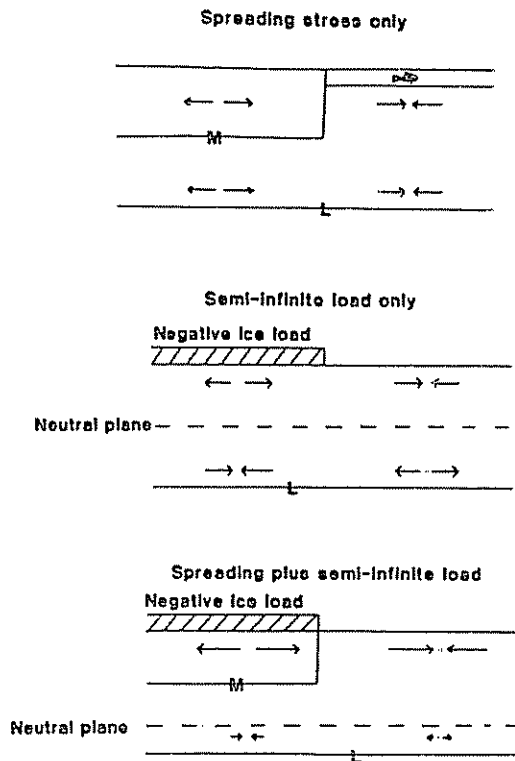 Spreading stress only
M
L
Semi-infinite load only
Negative ice load
Neutral plane
L
Spreading plus semi-infinite load
Negative ice load
M
Neutral plane
L